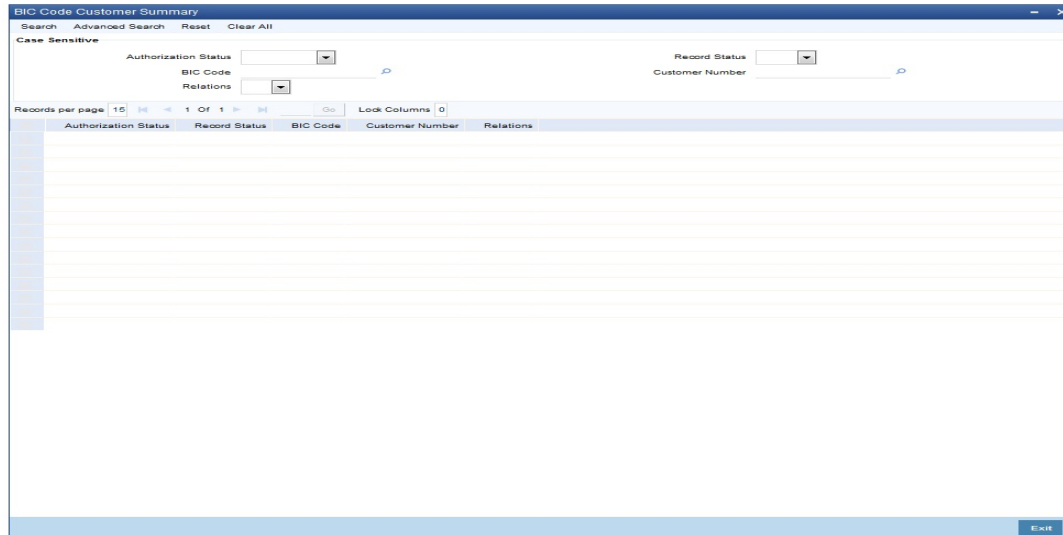 BIC Code Customer Summary
Search Advanced Search Reset Clear All
Case Sensitive
Authorization Status Record Status
BIC Code Customer Number
Relations
Records per page 15 1 Of 1 Go Lock Columns 0
Authorization Status Record Status BIC Code Customer Number Relations
Exit